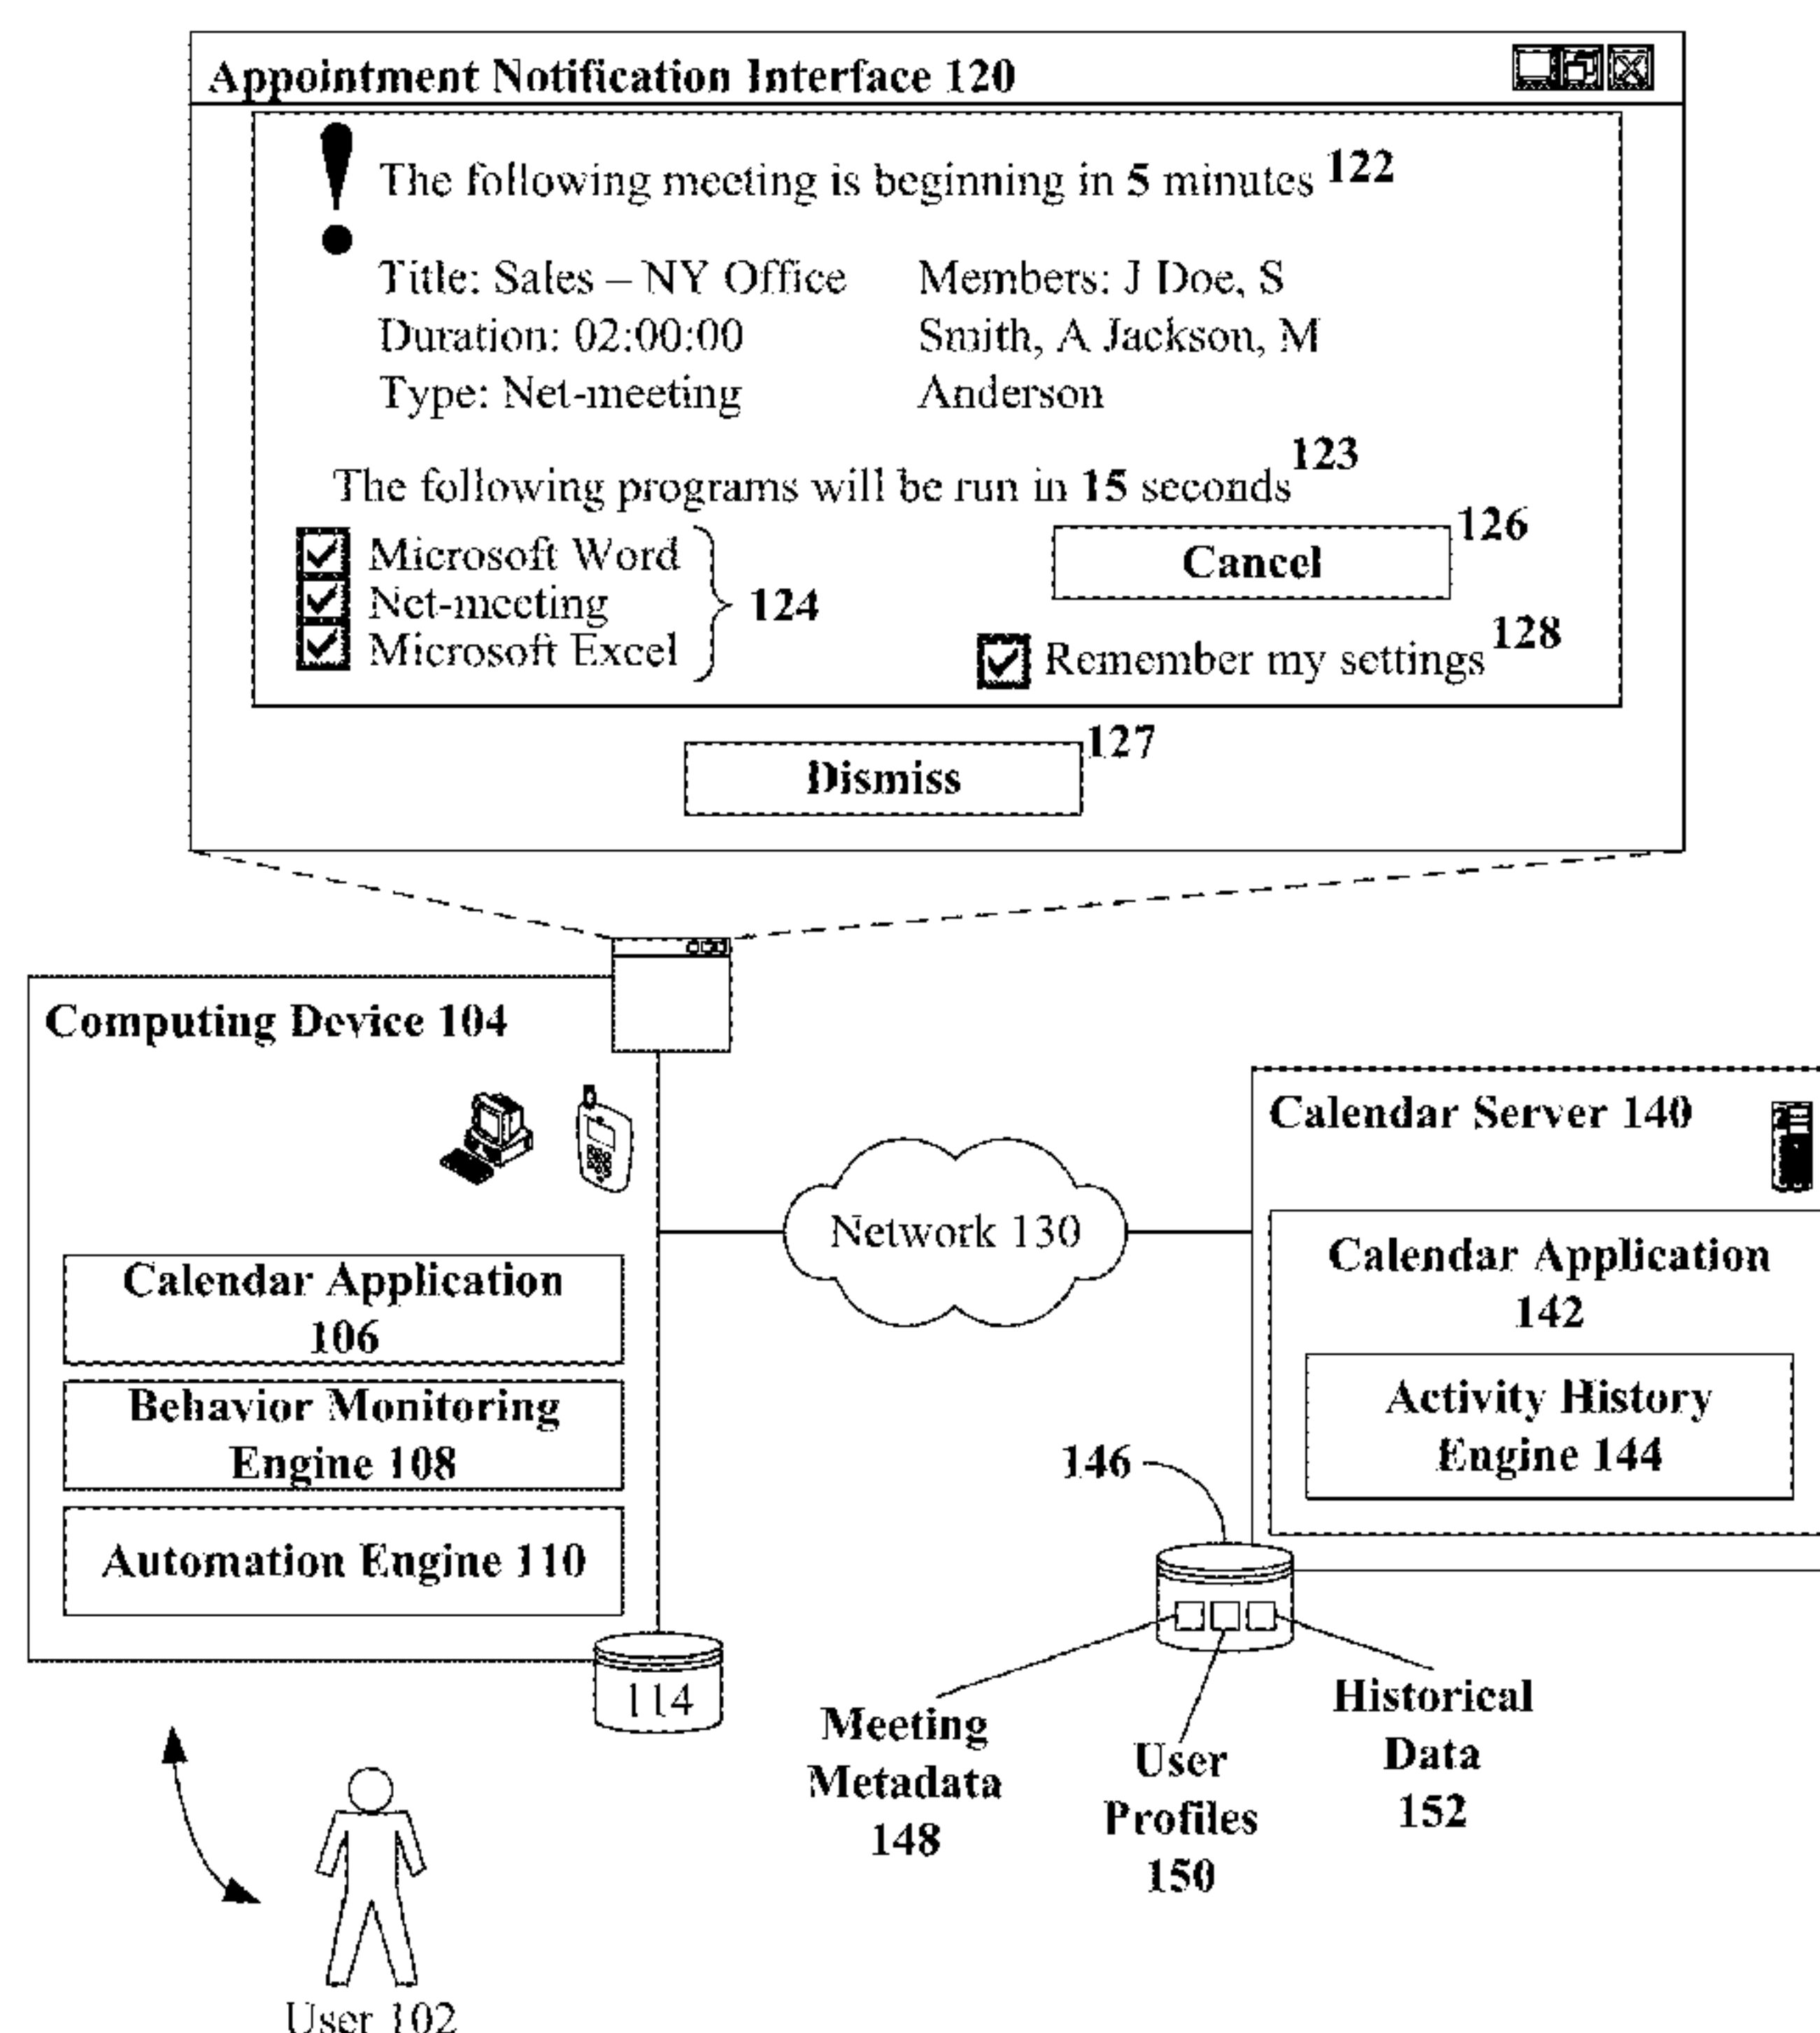 Appointment Notification Interface 120
The following meeting is beginning in 5 minutes 122
Title: Sales – NY Office
Duration: 02:00:00
Type: Net-meeting
Members: J Doe, S
Smith, A Jackson, M
Anderson
The following programs will be run in 15 seconds 123
Microsoft Word
Net-meeting
Microsoft Excel
124
Cancel 126
Remember my settings 128
Dismiss 127
Computing Device 104
Calendar Application
106
Behavior Monitoring
Engine 108
Automation Engine 110
114
User 102
Network 130
Calendar Server 140
Calendar Application
142
Activity History
Engine 144
146
Meeting
Metadata
148
User
Profiles
150
Historical
Data
152